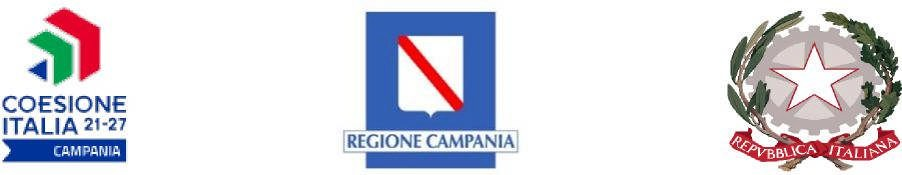 COESIONE
ITALIA 21-27
CAMPANIA
REGIONE CAMPANIA
REPVBBLICA ITALIANA